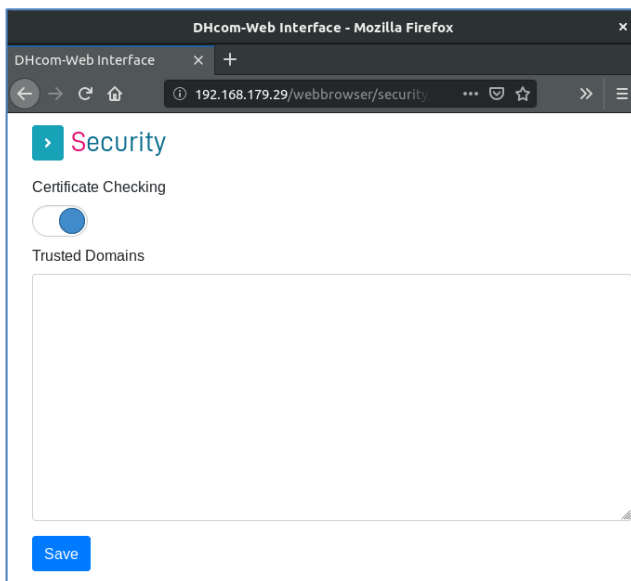 DHcom-Web Interface - Mozilla Firefox
DHcom-Web Interface
192.168.179.29/webbrowser/security
Security
Certificate Checking
Trusted Domains
Save